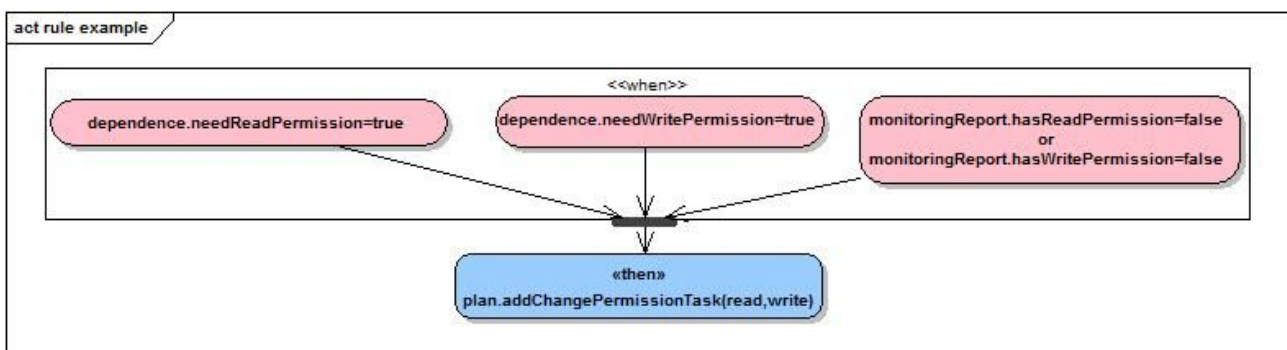 act rule example
<<when>>
dependence.needReadPermission=true
dependence.needWritePermission=true
monitoringReport.hasReadPermission=false
or
monitoringReport.hasWritePermission=false
«then»
plan.addChangePermissionTask(read,write)